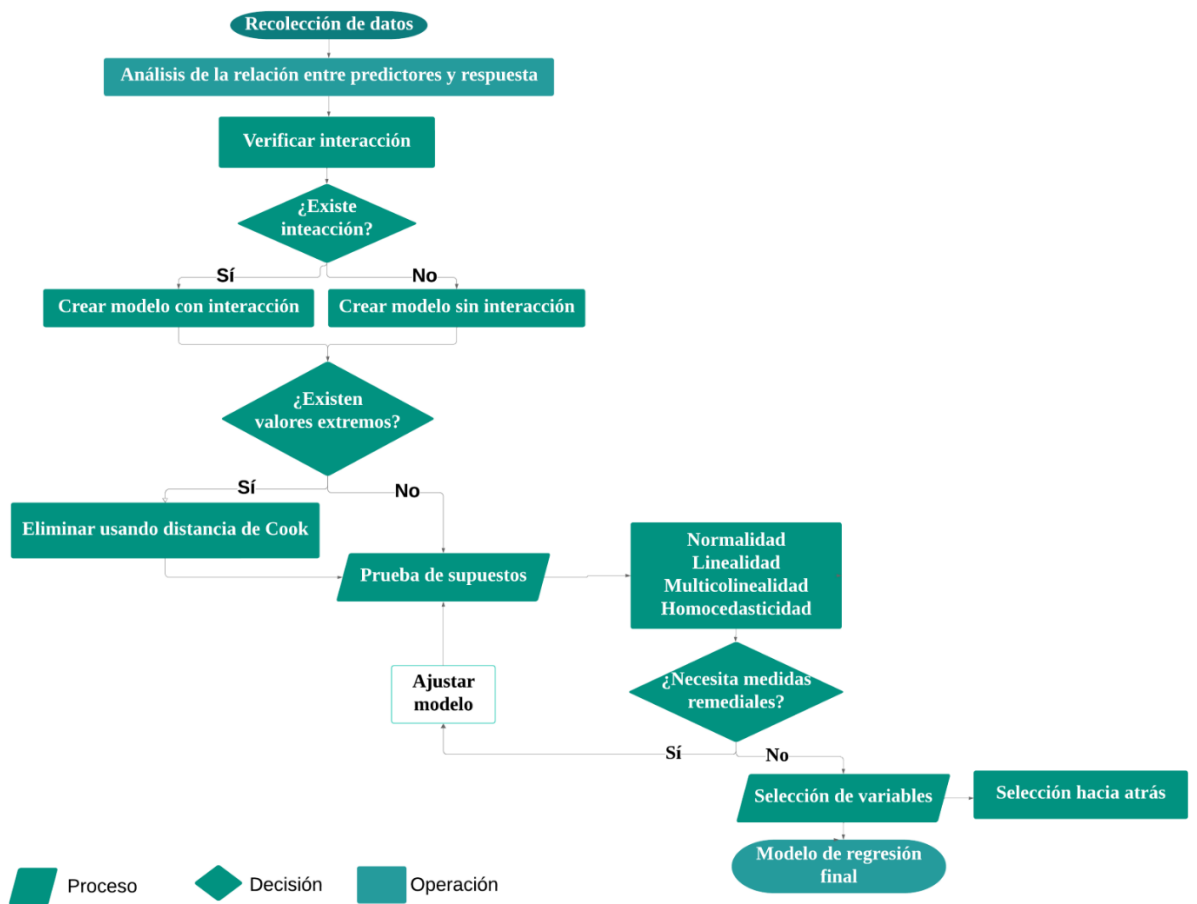 Recolección de datos
Análisis de la relación entre predictores y respuesta
Verificar interacción
¿Existe
inteacción?
Sí
No
Crear modelo con interacción
Crear modelo sin interacción
¿Existen
valores extremos?
Sí
No
Eliminar usando distancia de Cook
Prueba de supuestos
Normalidad
Linealidad
Multicolinealidad
Homocedasticidad
¿Necesita medidas
remediales?
Ajustar
modelo
Sí
No
Selección de variables
Selección hacia atrás
Modelo de regresión
final
Proceso
Decisión
Operación